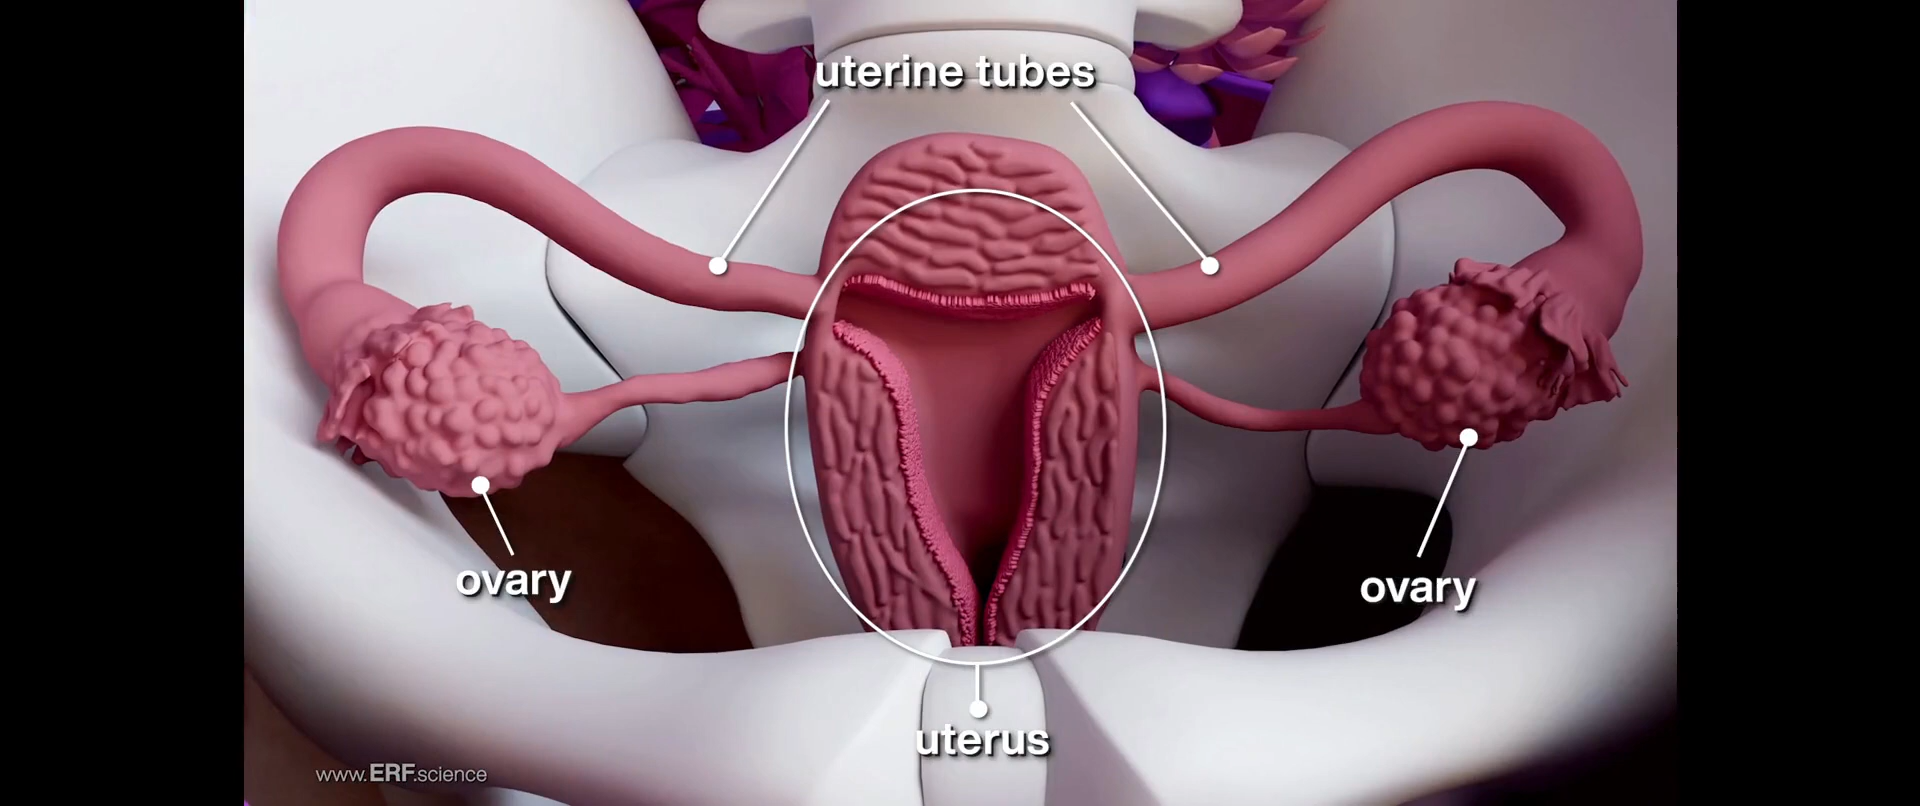 uterine tubes
ovary
ovary
uterus
www.ERF.science